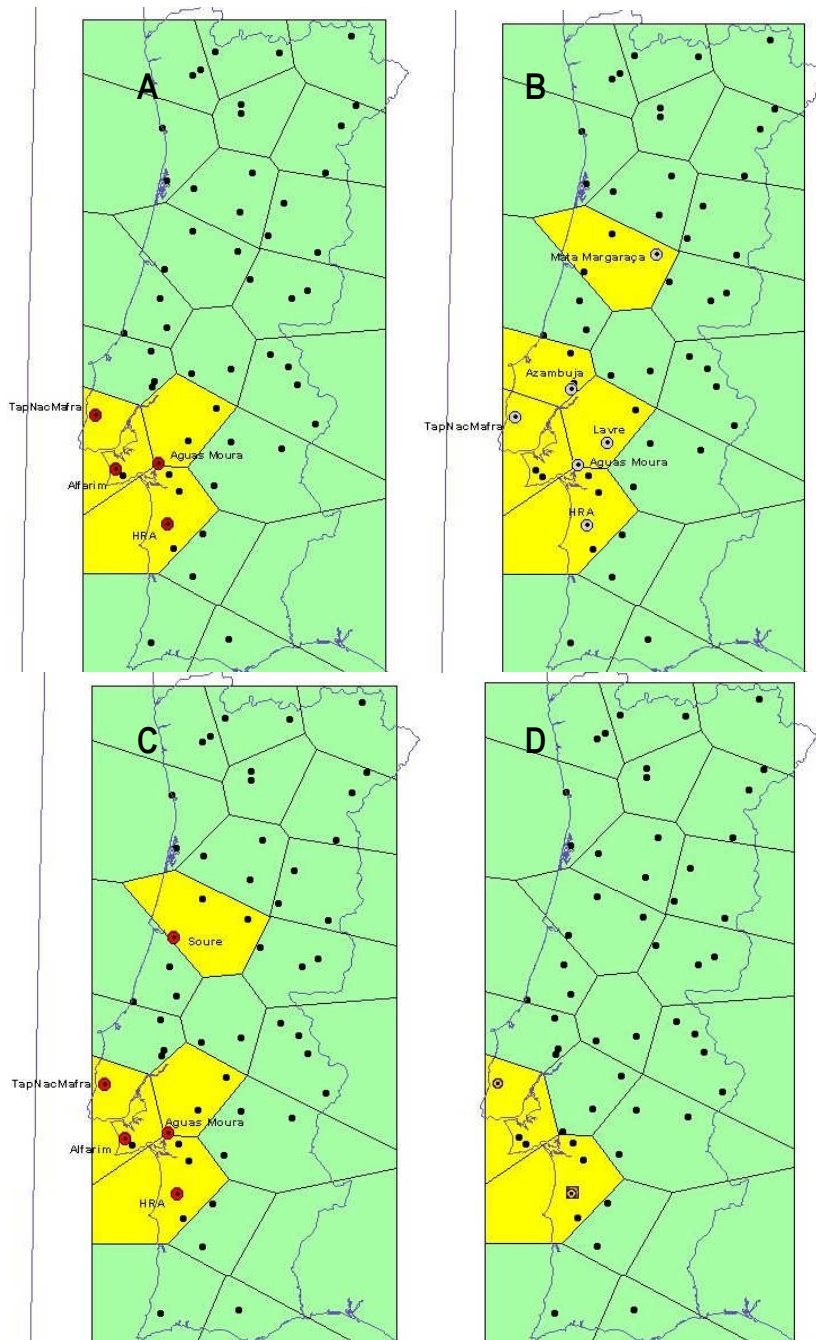 A
TapNacMafra
Aguas Moura
Alfarim
HRA
B
Mata Margaraça
Azambuja
TapNacMafra
Lavre
Aguas Moura
HRA
C
Soure
TapNacMafra
Aguas Moura
Alfarim
HRA
D